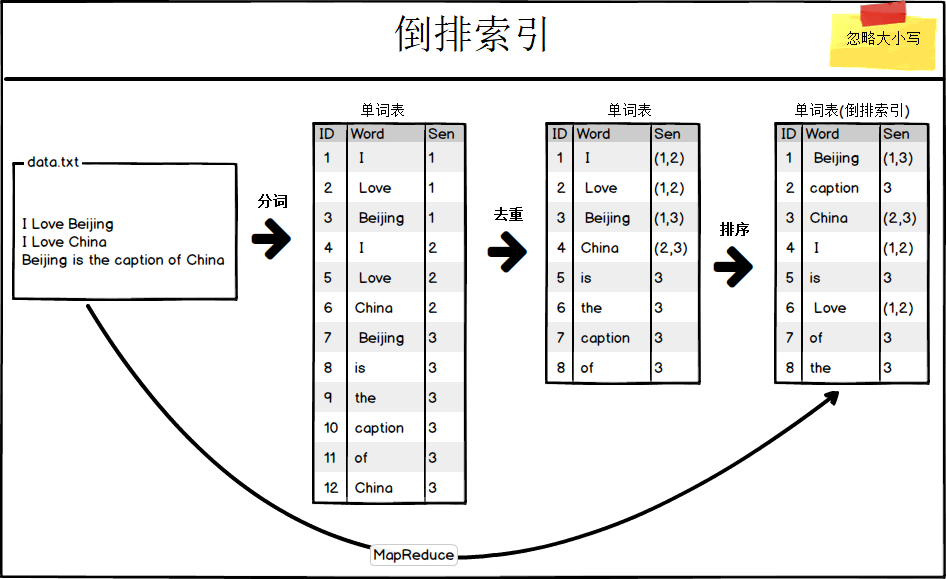 倒排索引
忽略大小写
data.txt
I Love Beijing
I Love China
Beijing is the caption of China
分词
单词表
ID Word Sen
1 I 1
2 Love 1
3 Beijing 1
4 I 2
5 Love 2
6 China 2
7 Beijing 3
8 is 3
9 the 3
10 caption 3
11 of 3
12 China 3
去重
单词表
ID Word Sen
1 I (1,2)
2 Love (1,2)
3 Beijing (1,3)
4 China (2,3)
5 is 3
6 the 3
7 caption 3
8 of 3
排序
单词表(倒排索引)
ID Word Sen
1 Beijing (1,3)
2 caption 3
3 China (2,3)
4 I (1,2)
5 is 3
6 Love (1,2)
7 of 3
8 the 3
MapReduce